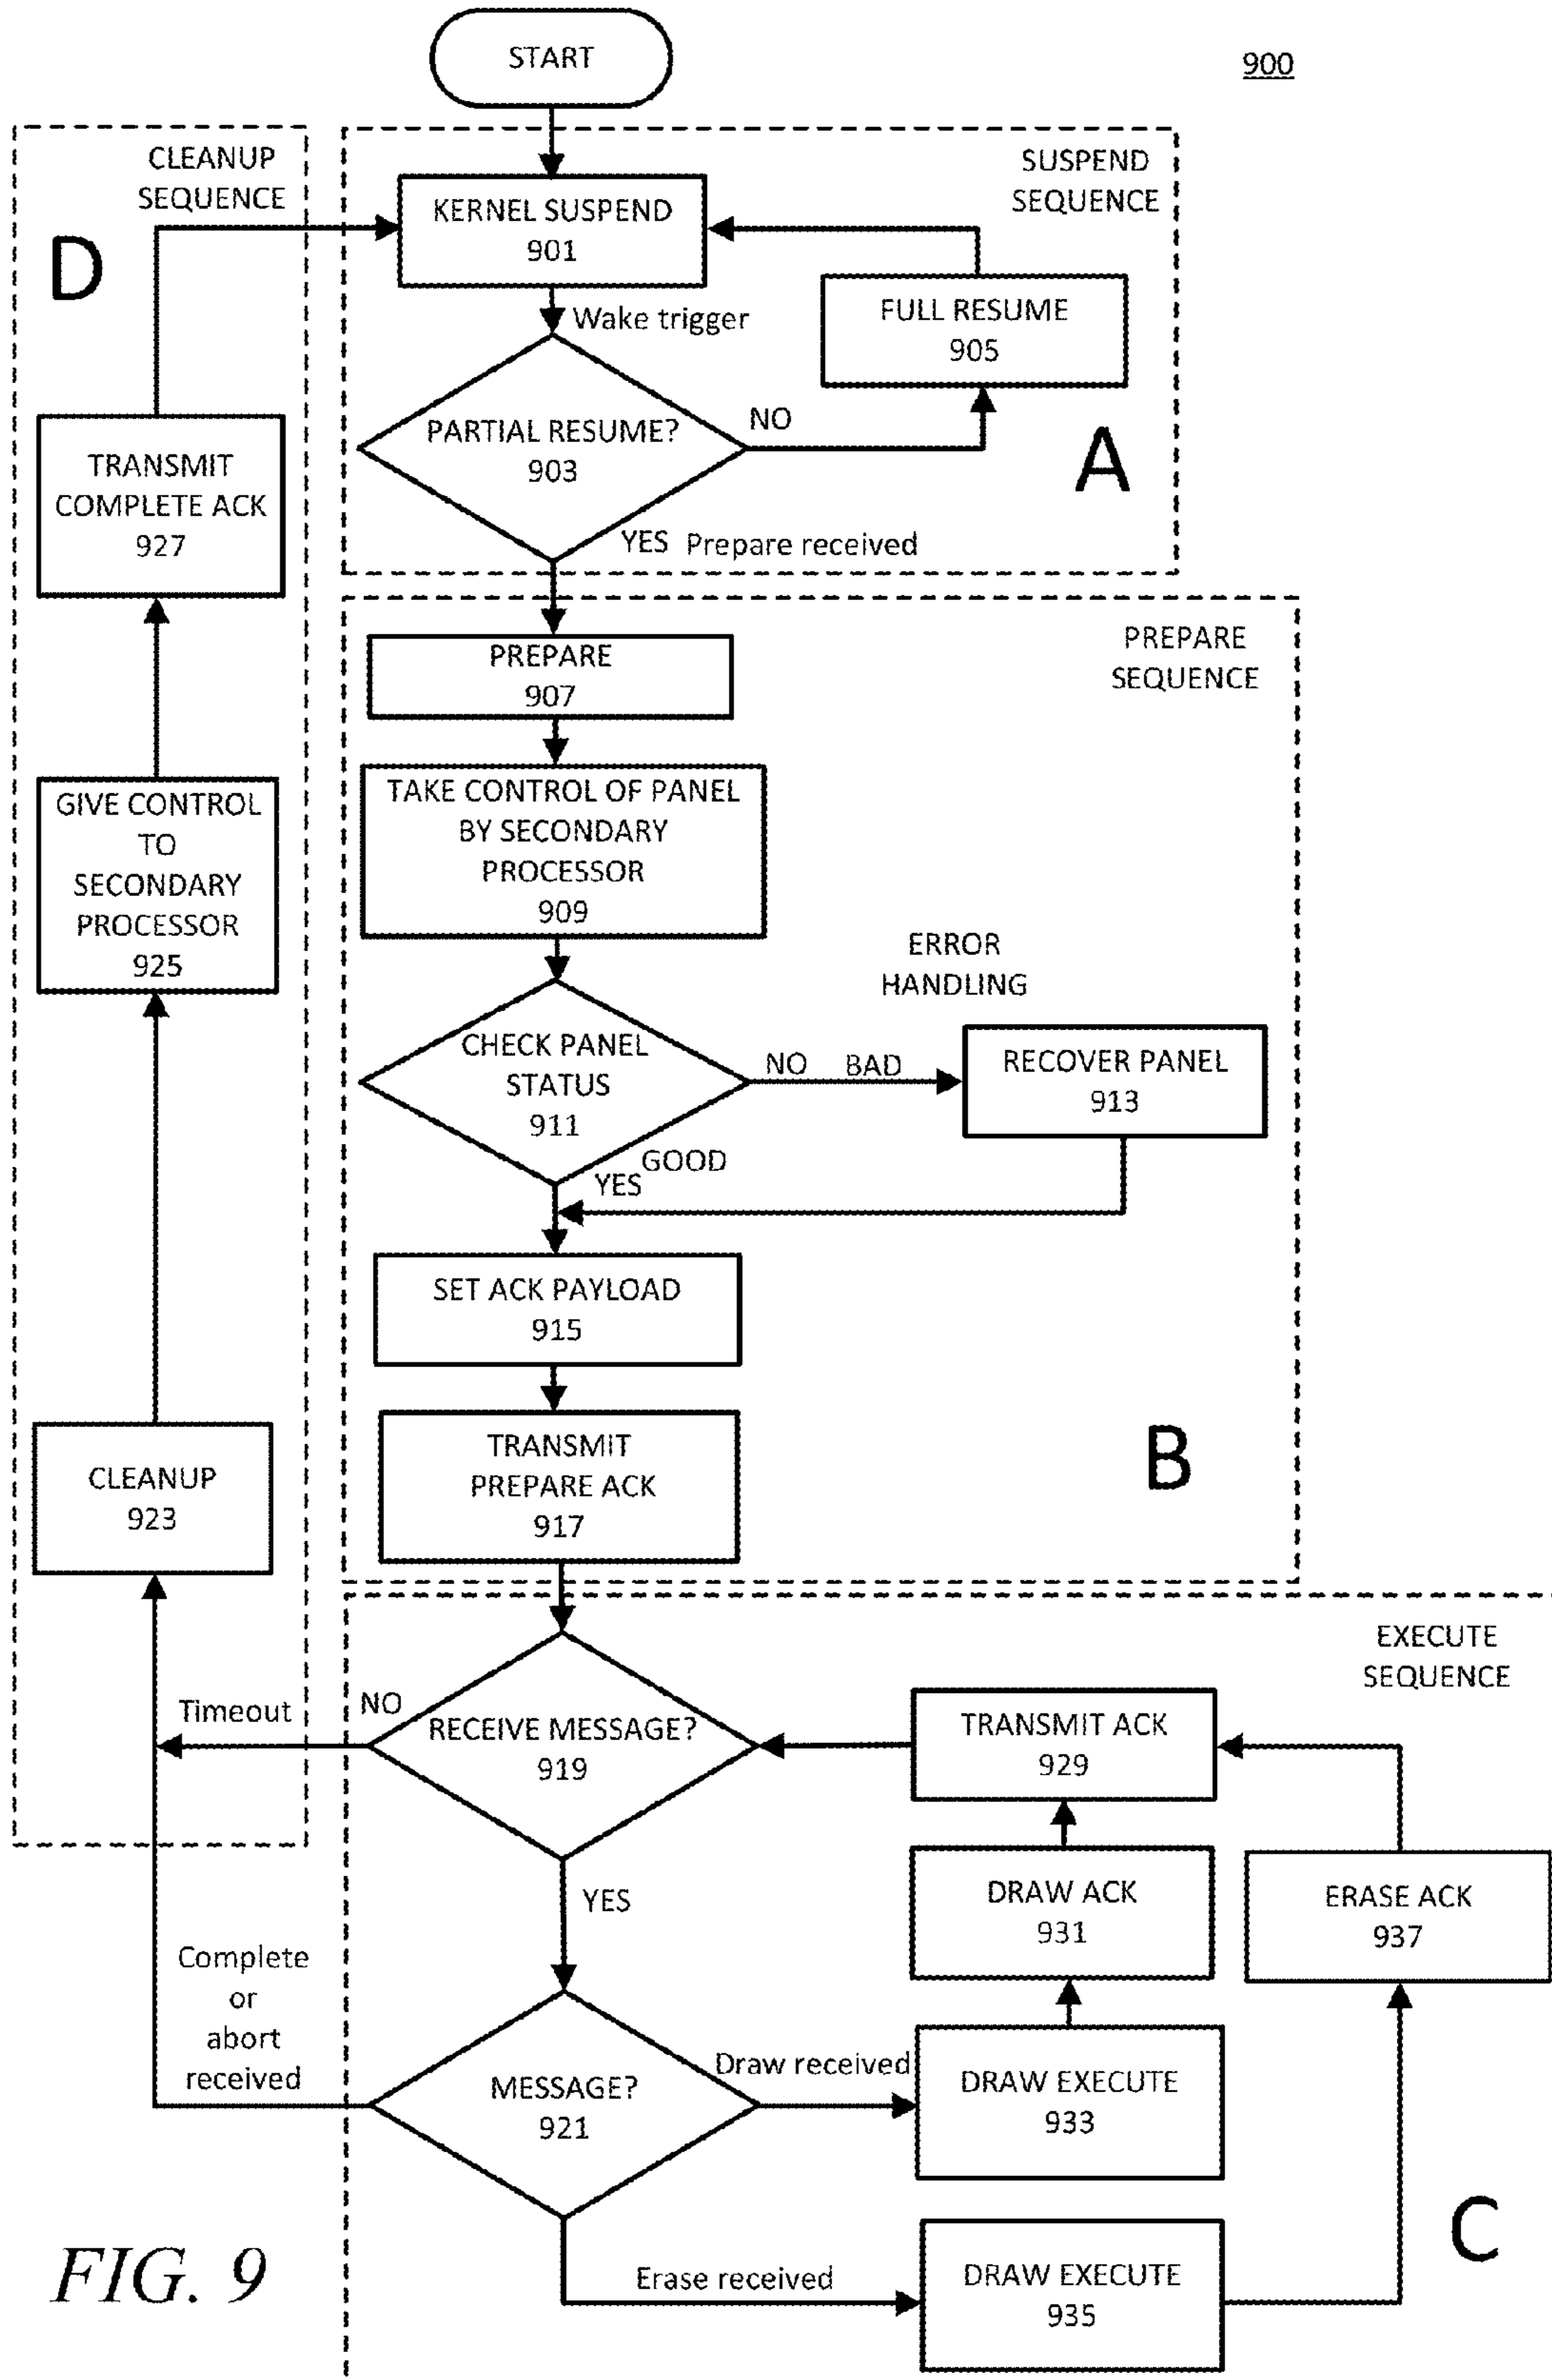 START
900
CLEANUP
SEQUENCE
D
SUSPEND
SEQUENCE
KERNEL SUSPEND
901
FULL RESUME
905
Wake trigger
PARTIAL RESUME?
903
NO
A
YES Prepare received
TRANSMIT
COMPLETE ACK
927
PREPARE
SEQUENCE
PREPARE
907
TAKE CONTROL OF PANEL
BY SECONDARY
PROCESSOR
909
GIVE CONTROL
TO
SECONDARY
PROCESSOR
925
ERROR
HANDLING
CHECK PANEL
STATUS
911
NO BAD
RECOVER PANEL
913
GOOD
YES
SET ACK PAYLOAD
915
TRANSMIT
PREPARE ACK
917
B
CLEANUP
923
EXECUTE
SEQUENCE
Timeout
NO
RECEIVE MESSAGE?
919
TRANSMIT ACK
929
YES
DRAW ACK
931
ERASE ACK
937
Complete
or
abort
received
MESSAGE?
921
Draw received
DRAW EXECUTE
933
C
Erase received
DRAW EXECUTE
935
FIG. 9